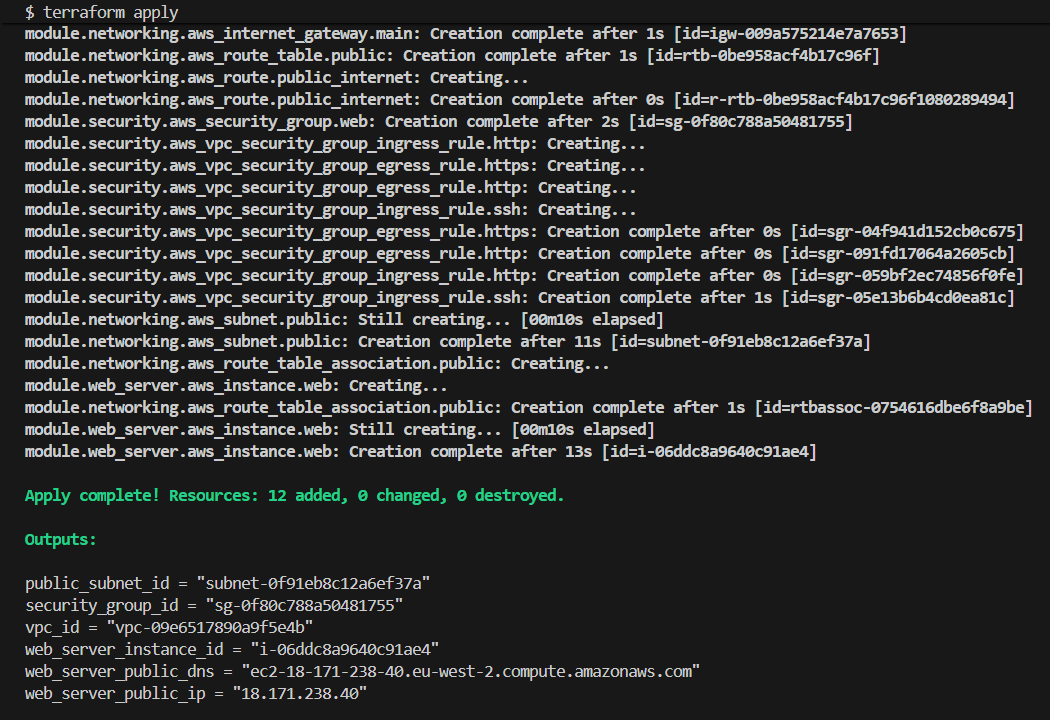 $ terraform apply
module.networking.aws_internet_gateway.main: Creation complete after 1s [id=igw-009a575214e7a7653]
module.networking.aws_route_table.public: Creation complete after 1s [id=rtb-0be958acf4b17c96f]
module.networking.aws_route.public_internet: Creating...
module.networking.aws_route.public_internet: Creation complete after 0s [id=r-rtb-0be958acf4b17c96f1080289494]
module.security.aws_security_group.web: Creation complete after 2s [id=sg-0f80c788a50481755]
module.security.aws_vpc_security_group_ingress_rule.http: Creating...
module.security.aws_vpc_security_group_egress_rule.https: Creating...
module.security.aws_vpc_security_group_egress_rule.http: Creating...
module.security.aws_vpc_security_group_ingress_rule.ssh: Creating...
module.security.aws_vpc_security_group_egress_rule.https: Creation complete after 0s [id=sgr-04f941d152cb0c675]
module.security.aws_vpc_security_group_egress_rule.http: Creation complete after 0s [id=sgr-091fd17064a2605cb]
module.security.aws_vpc_security_group_ingress_rule.http: Creation complete after 0s [id=sgr-059bf2ec74856f0fe]
module.security.aws_vpc_security_group_ingress_rule.ssh: Creation complete after 1s [id=sgr-05e13b6b4cd0ea81c]
module.networking.aws_subnet.public: Still creating... [00m10s elapsed]
module.networking.aws_subnet.public: Creation complete after 11s [id=subnet-0f91eb8c12a6ef37a]
module.networking.aws_route_table_association.public: Creating...
module.web_server.aws_instance.web: Creating...
module.networking.aws_route_table_association.public: Creation complete after 1s [id=rtbassoc-0754616dbe6f8a9be]
module.web_server.aws_instance.web: Still creating... [00m10s elapsed]
module.web_server.aws_instance.web: Creation complete after 13s [id=i-06ddc8a9640c91ae4]
Apply complete! Resources: 12 added, 0 changed, 0 destroyed.
Outputs:
public_subnet_id = "subnet-0f91eb8c12a6ef37a"
security_group_id = "sg-0f80c788a50481755"
vpc_id = "vpc-09e6517890a9f5e4b"
web_server_instance_id = "i-06ddc8a9640c91ae4"
web_server_public_dns = "ec2-18-171-238-40.eu-west-2.compute.amazonaws.com"
web_server_public_ip = "18.171.238.40"